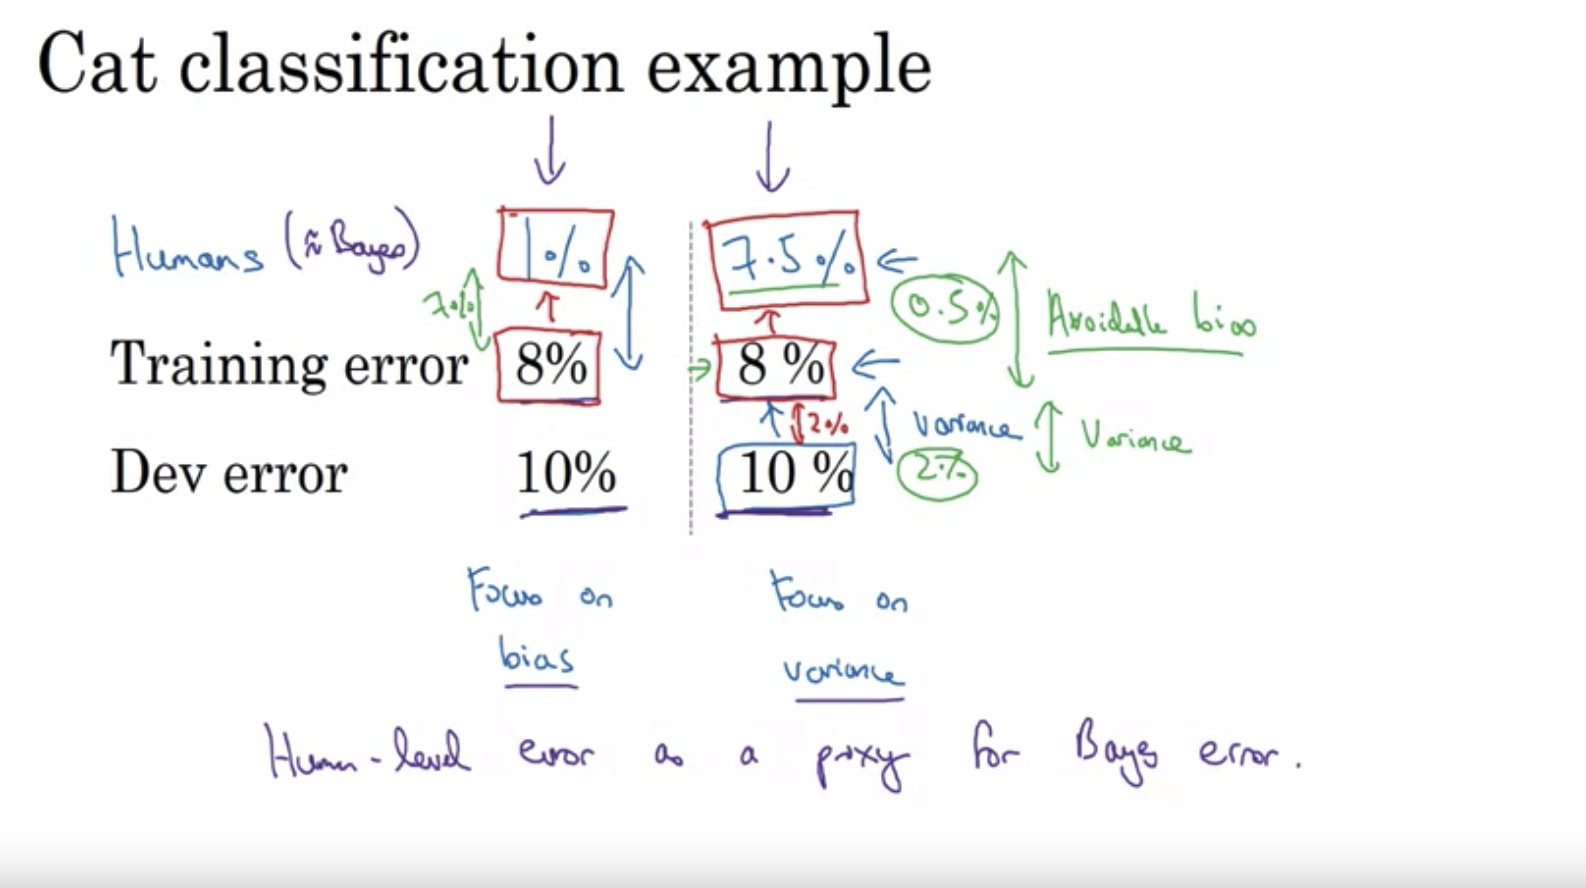 Cat classification example
Humans (≈ Bayes) 1% 7.5%
7% 0.5% Avoidable bias
Training error 8% 8 %
2% Variance Variance
Dev error 10% 10 % 2%
Focus on Focus on
bias variance
Human-level error as a proxy for Bayes error.